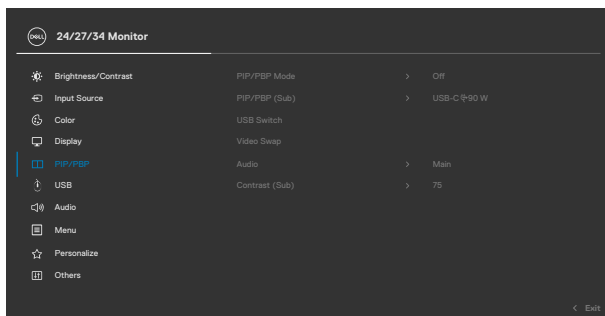 DELL 24/27/34 Monitor
Brightness/Contrast PIP/PBP Mode > Off
Input Source PIP/PBP (Sub) > USB-C 90 W
Color USB Switch
Display Video Swap
PIP/PBP Audio > Main
USB Contrast (Sub) > 75
Audio
Menu
Personalize
Others
< Exit